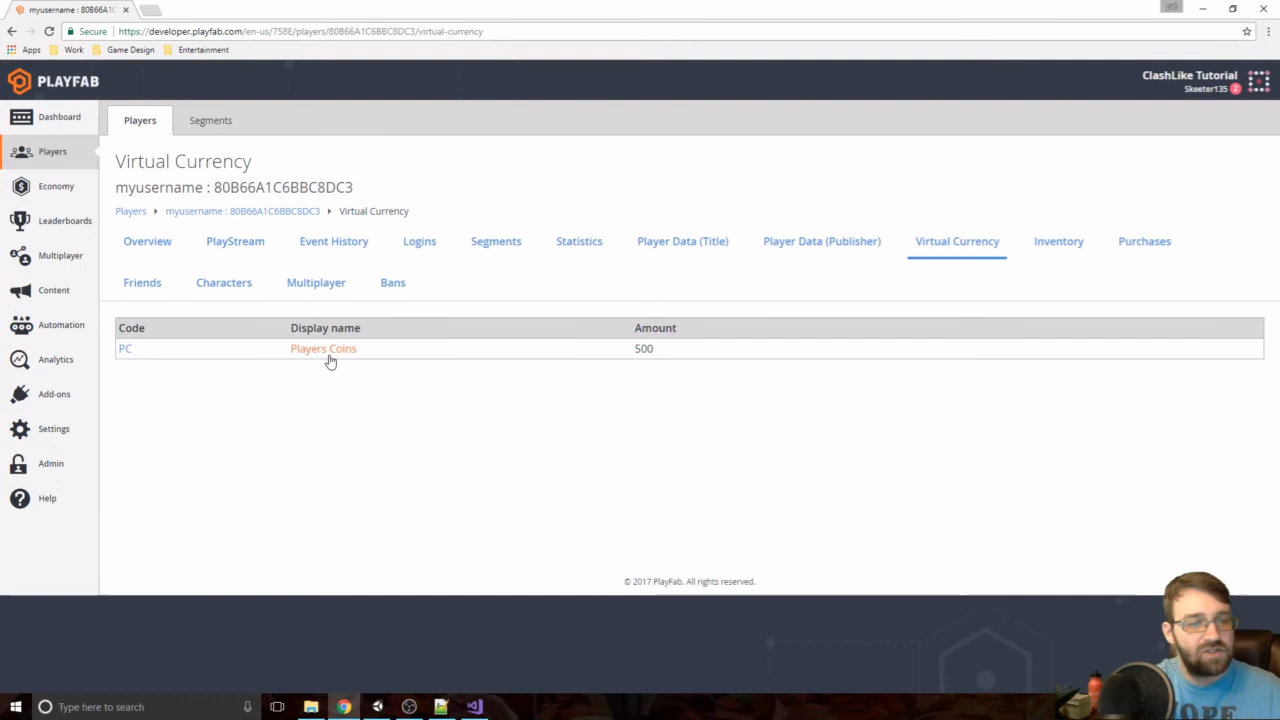 myusername : 80B66A1C6
Secure https://developer.playfab.com/en-us/758E/players/80B66A1C6BBC8DC3/virtual-currency
Apps Work Game Design Entertainment
PLAYFAB
ClashLike Tutorial
Skeeter135 2
Dashboard
Players
Economy
Leaderboards
Multiplayer
Content
Automation
Analytics
Add-ons
Settings
Admin
Help
Players Segments
Virtual Currency
myusername : 80B66A1C6BBC8DC3
Players myusername : 80B66A1C6BBC8DC3 Virtual Currency
Overview PlayStream Event History Logins Segments Statistics Player Data (Title) Player Data (Publisher) Virtual Currency Inventory Purchases
Friends Characters Multiplayer Bans
Code Display name Amount
PC Players Coins 500
© 2017 PlayFab. All rights reserved.
Type here to search